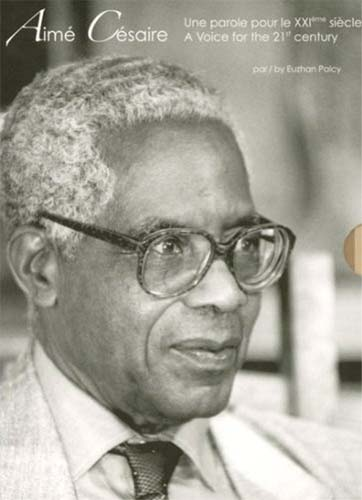 Aimé Césaire
Une parole pour le XXIème siècle
A Voice for the 21st century
par / by Euzhan Palcy